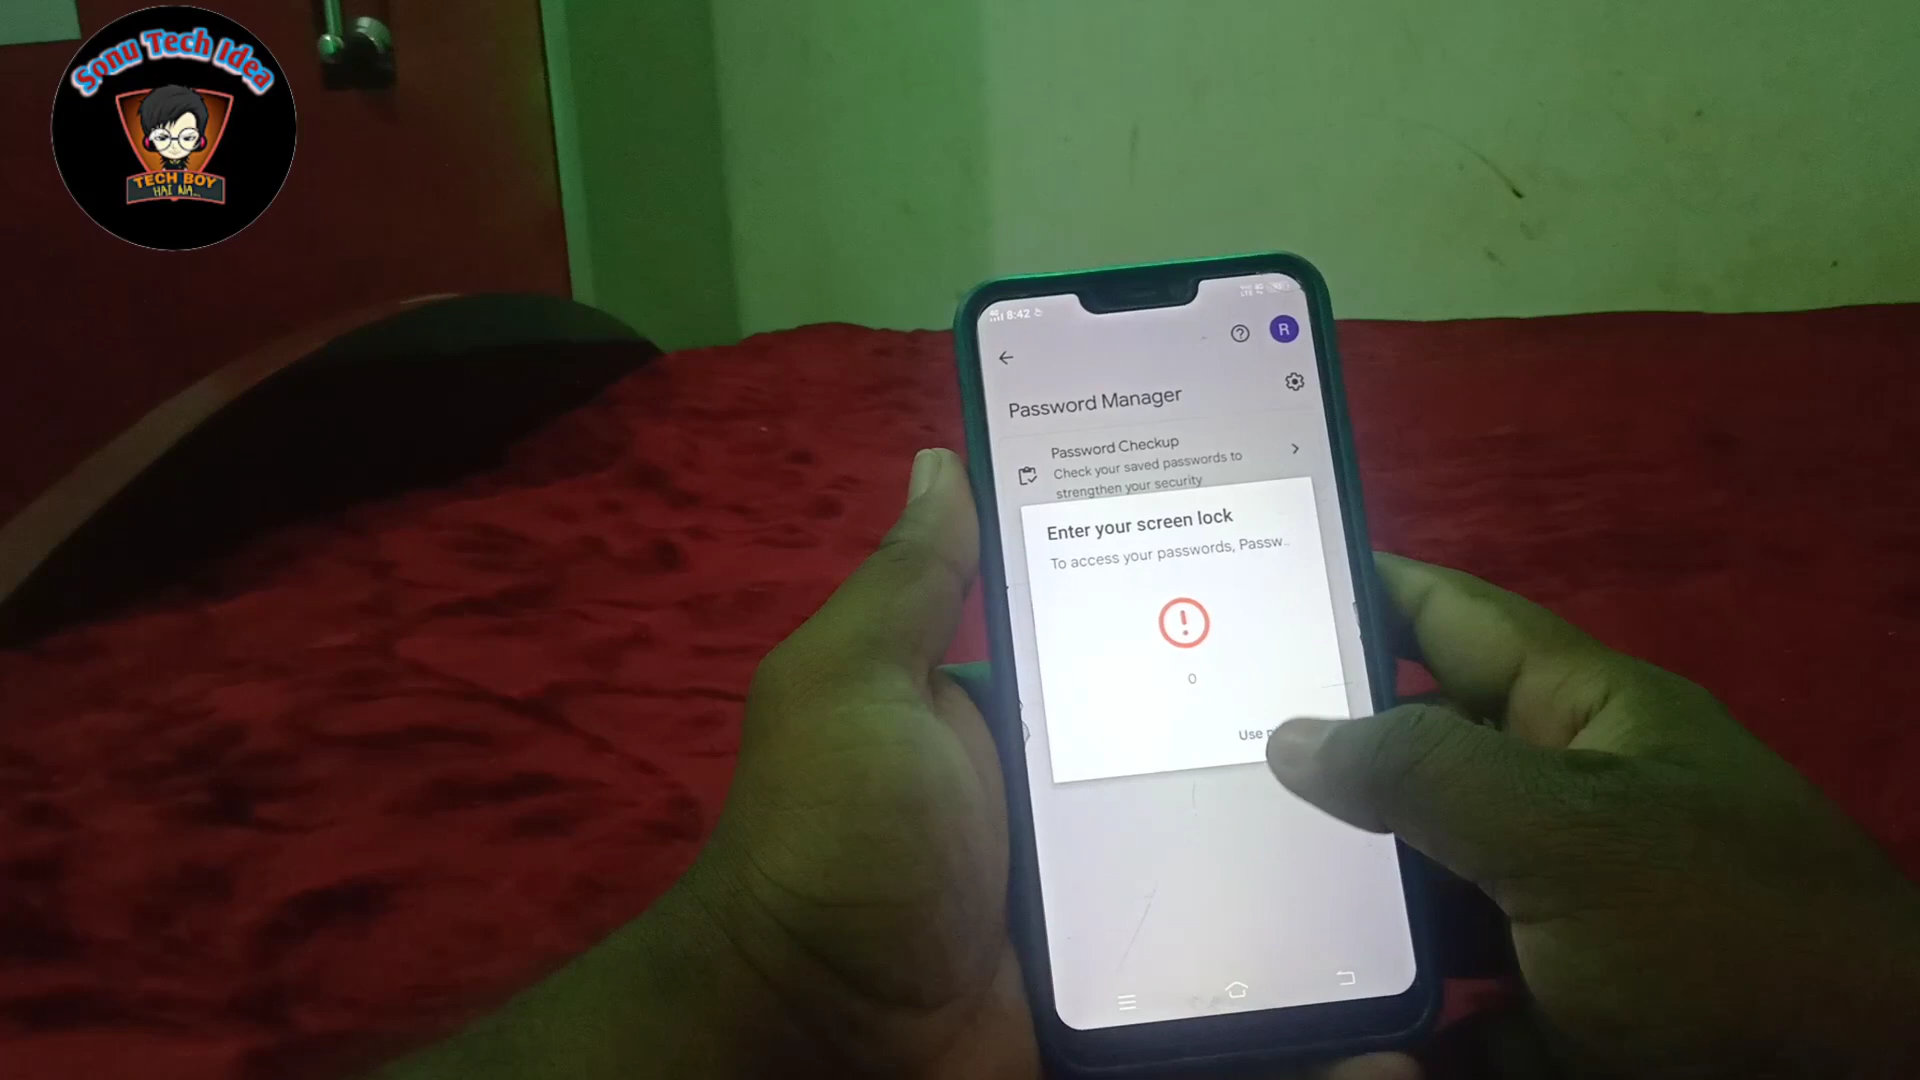 Sonu Tech Idea
TECH BOY
HAI NA...
4G 8:42
R
Password Manager
Password Checkup
Check your saved passwords to
strengthen your security
Enter your screen lock
To access your passwords, Passw..
0
Use